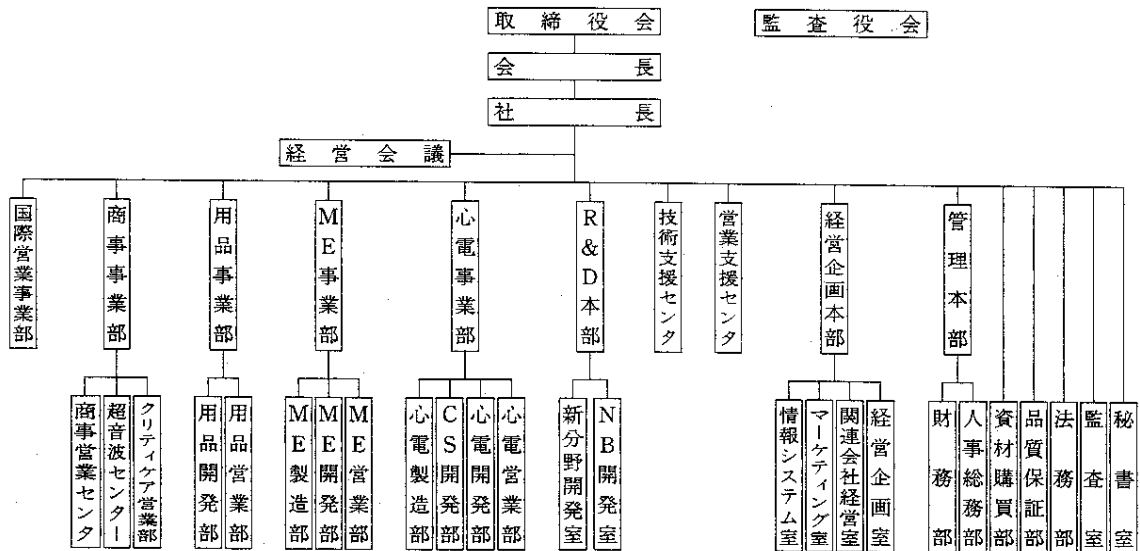 取締役会
監査役会
会長
社長
経営会議
国際営業事業部
商事事業部
用品事業部
ME事業部
心電事業部
R&D本部
技術支援センタ
営業支援センタ
経営企画本部
管理本部
商事営業センタ
超音波センター
クリティケア営業部
用品開発部
用品営業部
ME製造部
ME開発部
ME営業部
心電製造部
CS開発部
心電開発部
心電営業部
新分野開発室
NB開発室
情報システム室
マーケティング室
関連会社経営室
経営企画室
財務部
人事総務部
資材購買部
品質保証部
法務部
監査室
秘書室